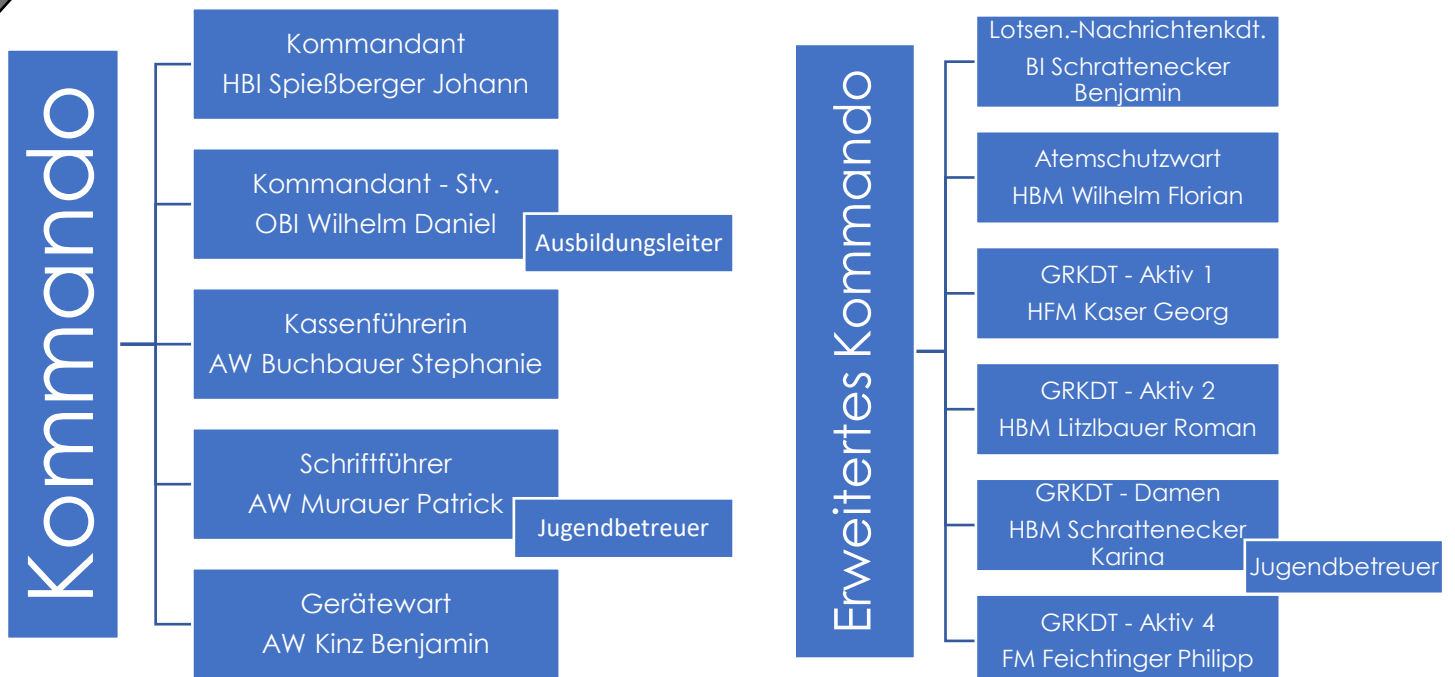 Kommando
Kommandant
HBI Spießberger Johann
Kommandant - Stv.
OBI Wilhelm Daniel
Ausbildungsleiter
Kassenführerin
AW Buchbauer Stephanie
Schriftführer
AW Murauer Patrick
Jugendbetreuer
Gerätewart
AW Kinz Benjamin
Erweitertes Kommando
Lotsen.-Nachrichtenkdt.
BI Schrattenecker
Benjamin
Atemschutzwart
HBM Wilhelm Florian
GRKDT - Aktiv 1
HFM Kaser Georg
GRKDT - Aktiv 2
HBM Litzlbauer Roman
GRKDT - Damen
HBM Schrattenecker
Karina
Jugendbetreuer
GRKDT - Aktiv 4
FM Feichtinger Philipp